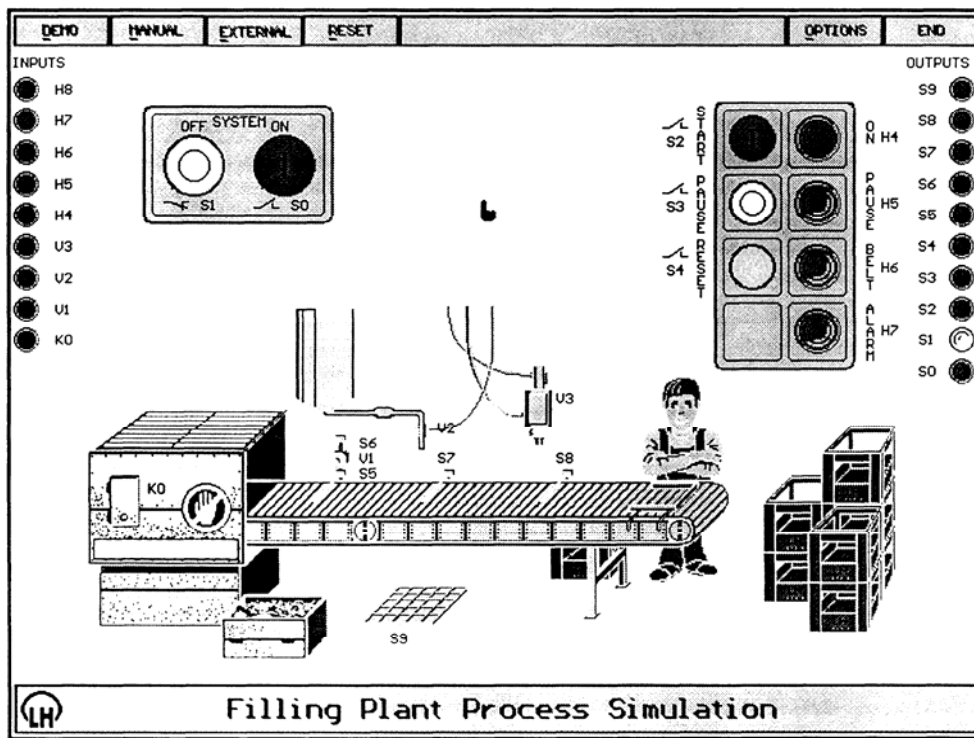 DEMO MANUAL EXTERNAL RESET OPTIONS END
INPUTS
H8
H7
H6
H5
H4
V3
V2
V1
K0
OFF SYSTEM ON
S1 S0
START
S2
PAUSE
S3
RESET
S4
ON
H4
PAUSE
H5
BELT
H6
ALARM
H7
OUTPUTS
S9
S8
S7
S6
S5
S4
S3
S2
S1
S0
V3
V2
S6
V1
S5
S7
S8
K0
S9
LH
Filling Plant Process Simulation